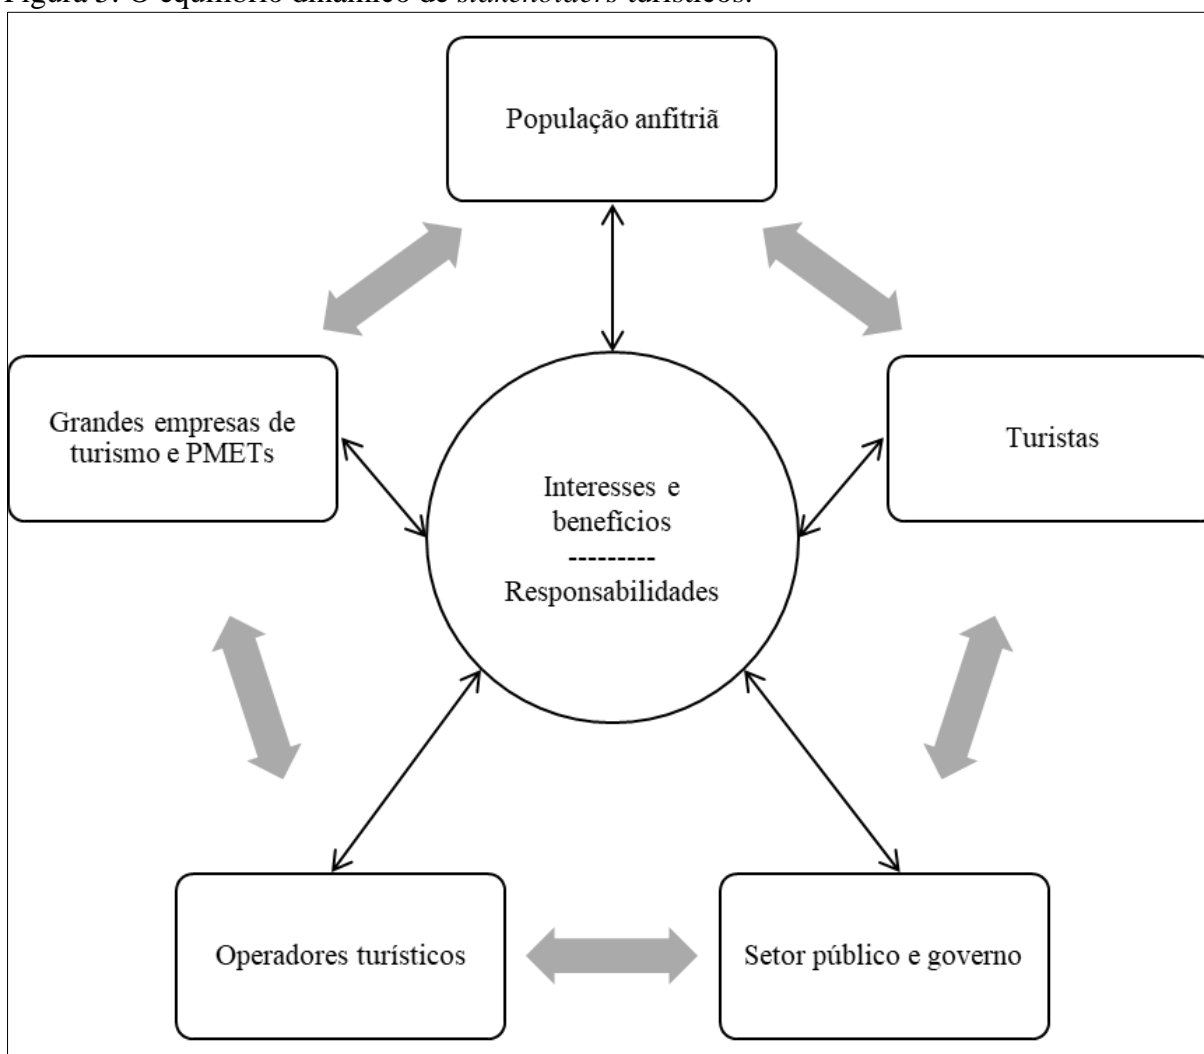 Figura 3: O equilíbrio dinâmico de stakeholders turísticos.
População anfitriã
Grandes empresas de
turismo e PMETs
Turistas
Interesses e
benefícios
---------
Responsabilidades
Operadores turísticos
Setor público e governo